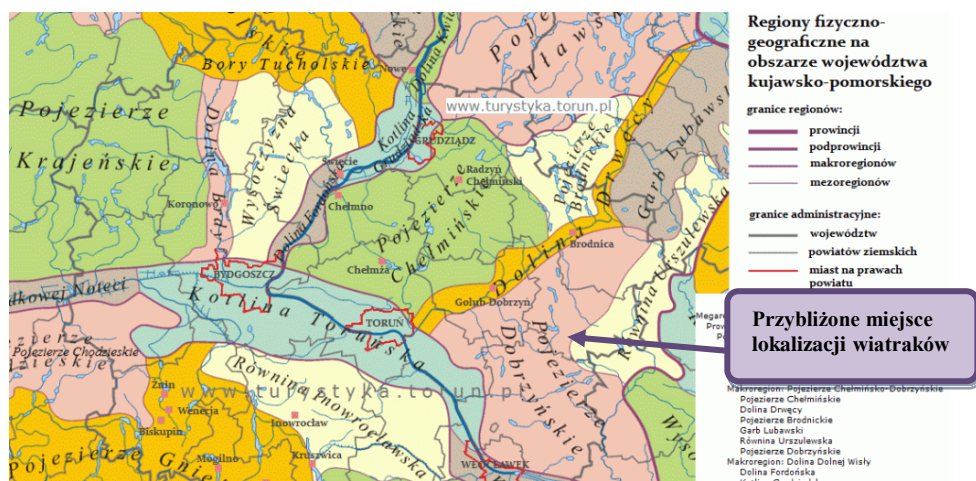 Regiony fizyczno-
geograficzne na
obszarze województwa
kujawsko-pomorskiego
granice regionów:
prowincji
podprowincji
makroregionów
mezoregionów
granice administracyjne:
województw
powiatów ziemskich
miast na prawach
powiatu
Przybliżone miejsce
lokalizacji wiatraków
Makroregion: Pojezierze Chełmińsko-Dobrzyńskie
Pojezierze Chełmińskie
Dolina Drwęcy
Pojezierze Brodnickie
Garb Lubawski
Równina Urszulewska
Pojezierze Dobrzyńskie
Makroregion: Dolina Dolnej Wisły
Dolina Fordońska
Bory Tucholskie
Nowe
www.turystyka.torun.pl
Pojezierze
Krajeńskie
Dolina Brdy
Wysoczyzna
Świecka
Kotlina
Grudziądzka
GRUDZIĄDZ
Świecie
Radzyn
Chełmiński
Koronowo
Chełmno
Dolina Fordońska
Pojezierze
Chełmińskie
Pojezierze
Brodnickie
Dolina Drwęcy
Garb Lubawski
Brodnica
Chełmża
BYDGOSZCZ
Golub-Dobrzyń
Kotlina Toruńska
TORUŃ
Równina Urszulewska
Pojezierze
Dobrzyńskie
Pojezierze Chodzieskie
Żnin
Wenecja
Biskupin
www.turystyka.torun.pl
Równina Inowrocławska
Inowrocław
Mogilno
Kruszwica
Pojezierze
WŁOCŁAWEK